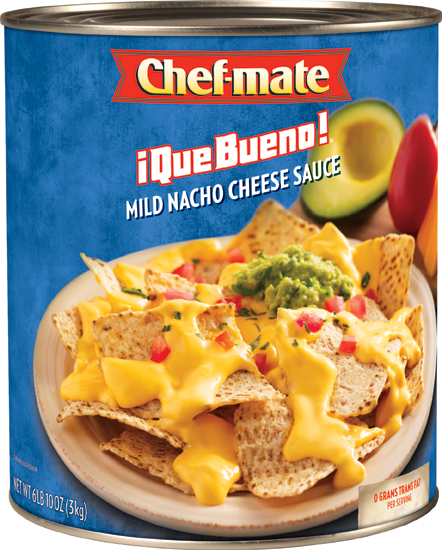 Chef-mate
¡Que Bueno!
MILD NACHO CHEESE SAUCE
NET WT 6 LB 10 OZ (3kg)
0 GRAMS TRANS FAT
PER SERVING